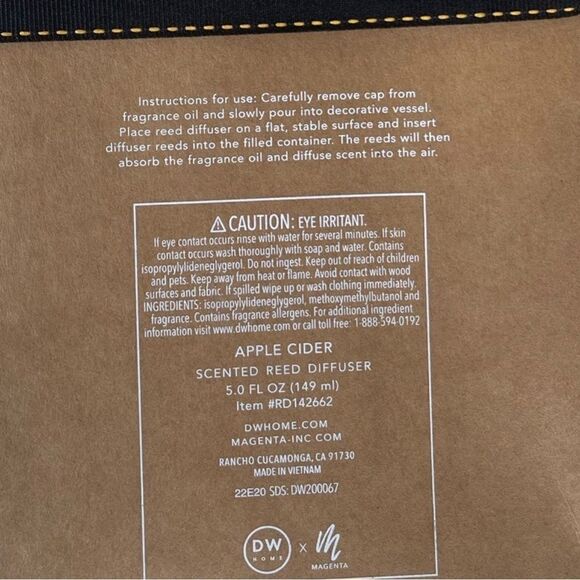 Instructions for use: Carefully remove cap from
fragrance oil and slowly pour into decorative vessel.
Place reed diffuser on a flat, stable surface and insert
diffuser reeds into the filled container. The reeds will then
absorb the fragrance oil and diffuse scent into the air.
⚠ CAUTION: EYE IRRITANT.
If eye contact occurs rinse with water for several minutes. If skin
contact occurs wash thoroughly with soap and water. Contains
isopropylylideneglygerol. Do not ingest. Keep out of reach of children
and pets. Keep away from heat or flame. Avoid contact with wood
surfaces and fabric. If spilled wipe up or wash clothing immediately.
INGREDIENTS: isopropylylideneglygerol, methoxymethylbutanol and
fragrance. Contains fragrance allergens. For additional ingredient
information visit www.dwhome.com or call toll free: 1-888-594-0192
APPLE CIDER
SCENTED REED DIFFUSER
5.0 FL OZ (149 ml)
Item #RD142662
DWHOME.COM
MAGENTA-INC COM
RANCHO CUCAMONGA, CA 91730
MADE IN VIETNAM
22E20 SDS: DW200067
DW HOME X M MAGENTA